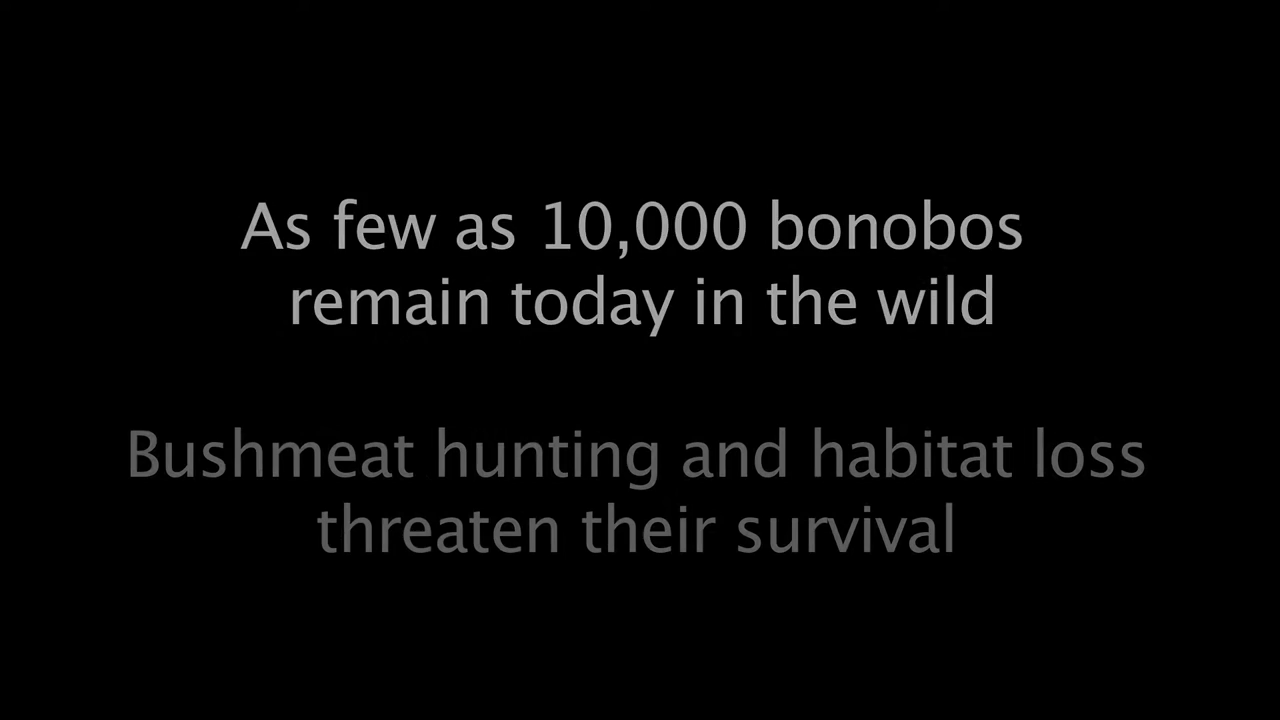 As few as 10,000 bonobos
remain today in the wild
Bushmeat hunting and habitat loss
threaten their survival